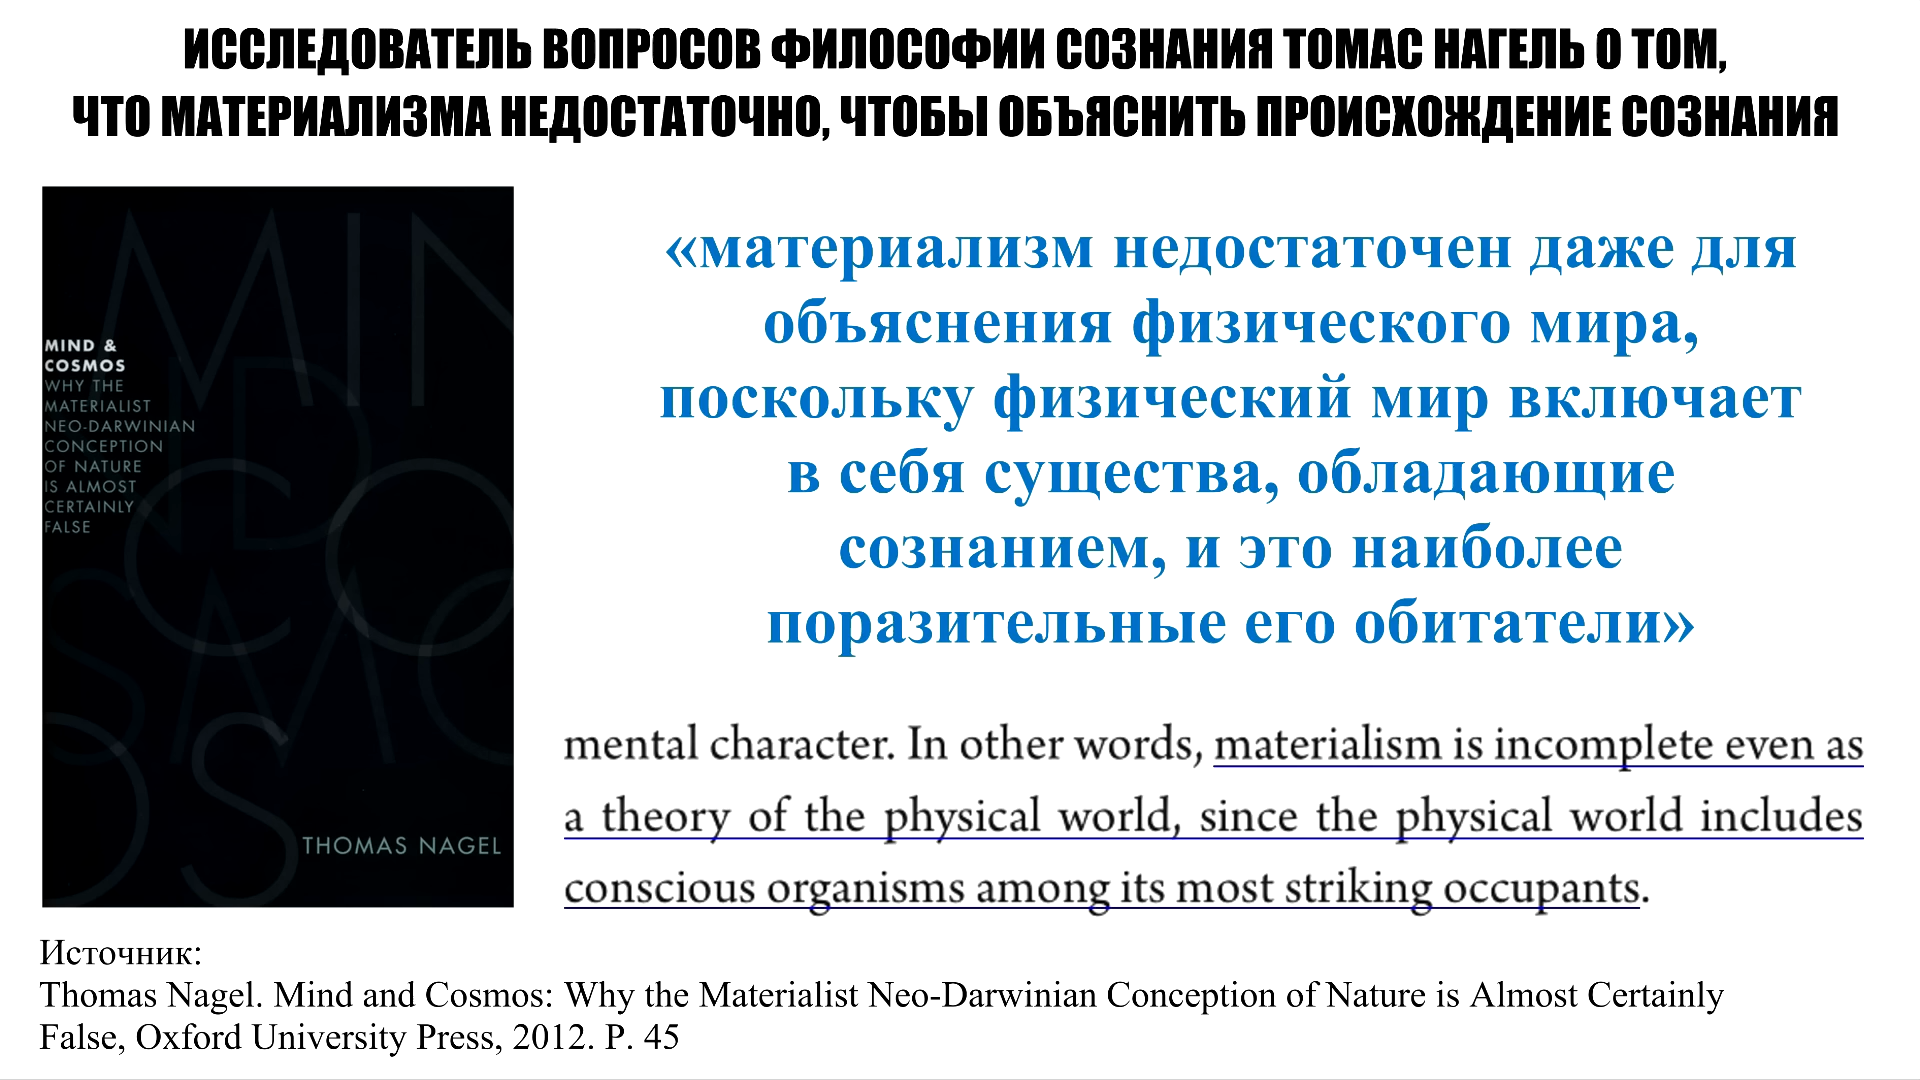 ИССЛЕДОВАТЕЛЬ ВОПРОСОВ ФИЛОСОФИИ СОЗНАНИЯ ТОМАС НАГЕЛЬ О ТОМ,
ЧТО МАТЕРИАЛИЗМА НЕДОСТАТОЧНО, ЧТОБЫ ОБЪЯСНИТЬ ПРОИСХОЖДЕНИЕ СОЗНАНИЯ
MIND &
COSMOS
WHY THE
MATERIALIST
NEO-DARWINIAN
CONCEPTION
OF NATURE
IS ALMOST
CERTAINLY
FALSE
MIN
ND
CO
SMO
OS
THOMAS NAGEL
«материализм недостаточен даже для
объяснения физического мира,
поскольку физический мир включает
в себя существа, обладающие
сознанием, и это наиболее
поразительные его обитатели»
mental character. In other words, materialism is incomplete even as
a theory of the physical world, since the physical world includes
conscious organisms among its most striking occupants.
Источник:
Thomas Nagel. Mind and Cosmos: Why the Materialist Neo-Darwinian Conception of Nature is Almost Certainly
False, Oxford University Press, 2012. P. 45